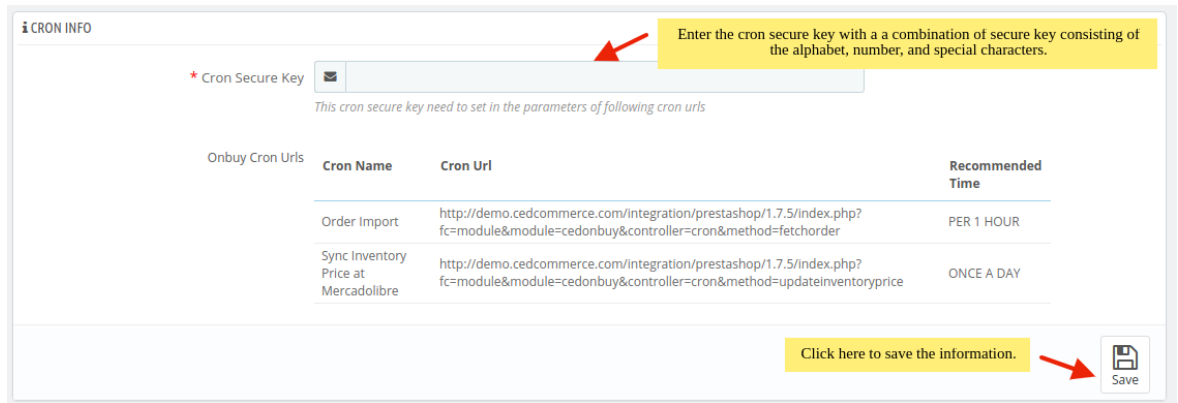 i CRON INFO
Enter the cron secure key with a a combination of secure key consisting of
the alphabet, number, and special characters.
* Cron Secure Key
This cron secure key need to set in the parameters of following cron urls
Onbuy Cron Urls
Cron Name Cron Url Recommended
Time
Order Import http://demo.cedcommerce.com/integration/prestashop/1.7.5/index.php? PER 1 HOUR
fc=module&module=cedonbuy&controller=cron&method=fetchorder
Sync Inventory
Price at
Mercadolibre
http://demo.cedcommerce.com/integration/prestashop/1.7.5/index.php?
fc=module&module=cedonbuy&controller=cron&method=updateinventoryprice
ONCE A DAY
Click here to save the information.
Save